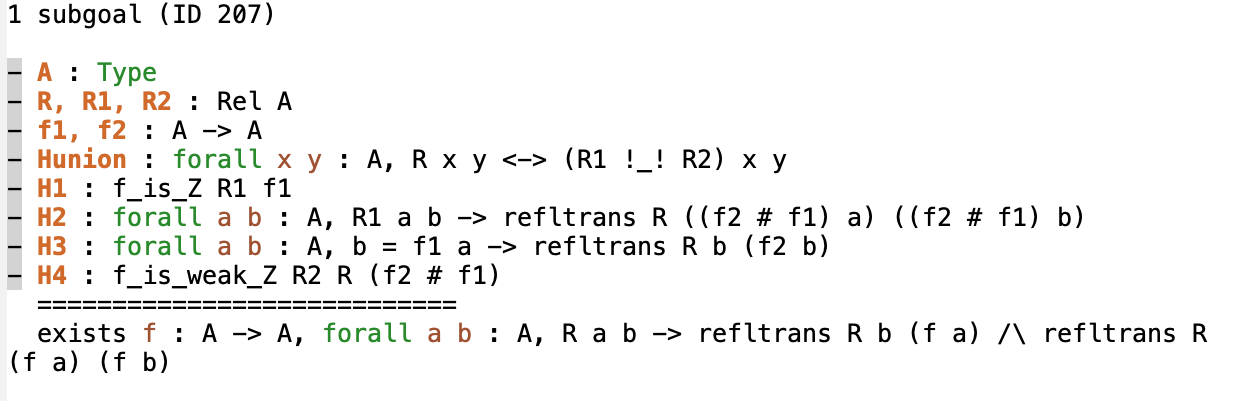 1 subgoal (ID 207)
– A : Type
– R, R1, R2 : Rel A
– f1, f2 : A -> A
– Hunion : forall x y : A, R x y <-> (R1 !_! R2) x y
– H1 : f_is_Z R1 f1
– H2 : forall a b : A, R1 a b -> refltrans R ((f2 # f1) a) ((f2 # f1) b)
– H3 : forall a b : A, b = f1 a -> refltrans R b (f2 b)
– H4 : f_is_weak_Z R2 R (f2 # f1)
============================
exists f : A -> A, forall a b : A, R a b -> refltrans R b (f a) /\ refltrans R
(f a) (f b)